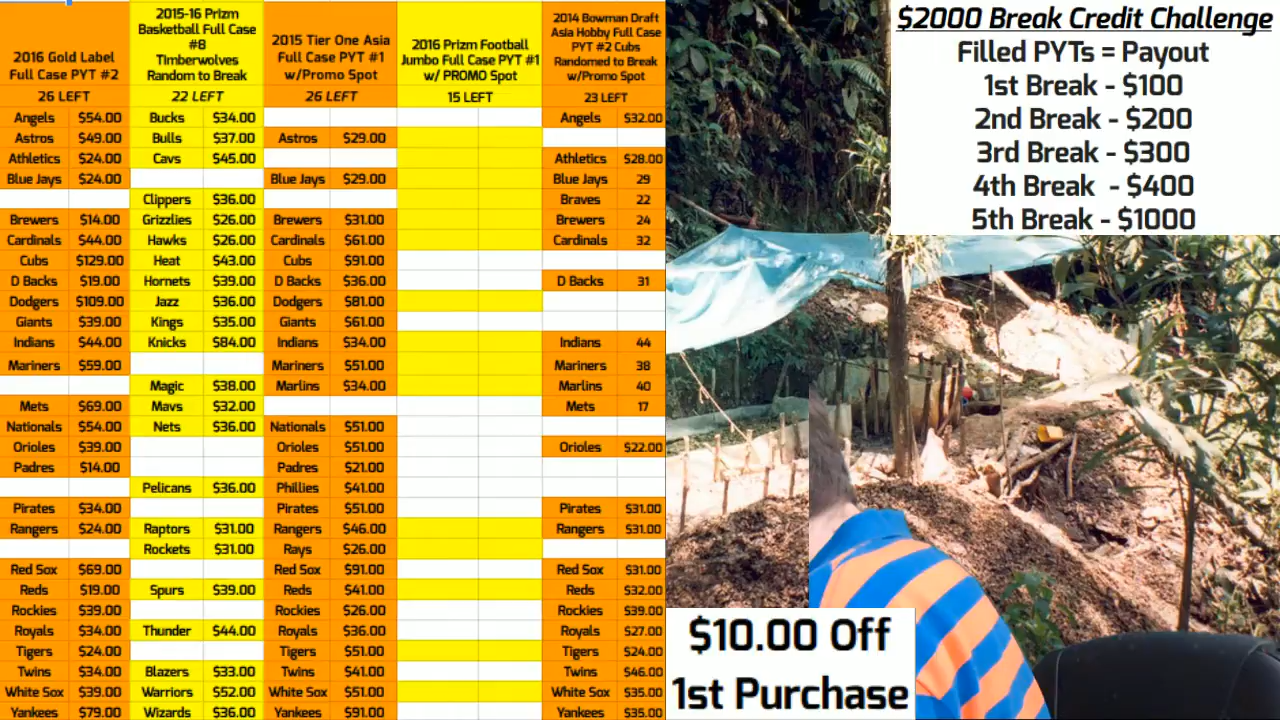 2016 Gold Label
Full Case PYT #2
26 LEFT
Angels $54.00
Astros $49.00
Athletics $24.00
Blue Jays $24.00
Brewers $14.00
Cardinals $44.00
Cubs $129.00
D Backs $19.00
Dodgers $109.00
Giants $39.00
Indians $44.00
Mariners $59.00
Mets $69.00
Nationals $54.00
Orioles $39.00
Padres $14.00
Pirates $34.00
Rangers $24.00
Red Sox $69.00
Reds $19.00
Rockies $39.00
Royals $34.00
Tigers $24.00
Twins $34.00
White Sox $39.00
Yankees $79.00
2015-16 Prizm
Basketball Full Case
#8
Timberwolves
Random to Break
22 LEFT
Bucks $34.00
Bulls $37.00
Cavs $45.00
Clippers $36.00
Grizzlies $26.00
Hawks $26.00
Heat $43.00
Hornets $39.00
Jazz $36.00
Kings $35.00
Knicks $84.00
Magic $38.00
Mavs $32.00
Nets $36.00
Pelicans $36.00
Raptors $31.00
Rockets $31.00
Spurs $39.00
Thunder $44.00
Blazers $33.00
Warriors $52.00
Wizards $36.00
2015 Tier One Asia
Full Case PYT #1
w/Promo Spot
26 LEFT
Astros $29.00
Blue Jays $29.00
Brewers $31.00
Cardinals $61.00
Cubs $91.00
D Backs $36.00
Dodgers $81.00
Giants $61.00
Indians $34.00
Mariners $51.00
Marlins $34.00
Nationals $51.00
Orioles $51.00
Padres $21.00
Phillies $41.00
Pirates $51.00
Rangers $46.00
Rays $26.00
Red Sox $91.00
Reds $41.00
Rockies $26.00
Royals $36.00
Tigers $51.00
Twins $41.00
White Sox $51.00
Yankees $91.00
2016 Prizm Football
Jumbo Full Case PYT #1
w/ PROMO Spot
15 LEFT
2014 Bowman Draft
Asia Hobby Full Case
PYT #2 Cubs
Randomed to Break
w/Promo Spot
23 LEFT
Angels $32.00
Athletics $28.00
Blue Jays 29
Braves 22
Brewers 24
Cardinals 32
D Backs 31
Indians 44
Mariners 38
Marlins 40
Mets 17
Orioles $22.00
Pirates $31.00
Rangers $31.00
Red Sox $31.00
Reds $32.00
Rockies $39.00
Royals $27.00
Tigers $24.00
Twins $46.00
White Sox $35.00
Yankees $35.00
$2000 Break Credit Challenge
Filled PYTs = Payout
1st Break - $100
2nd Break - $200
3rd Break - $300
4th Break - $400
5th Break - $1000
$10.00 Off
1st Purchase